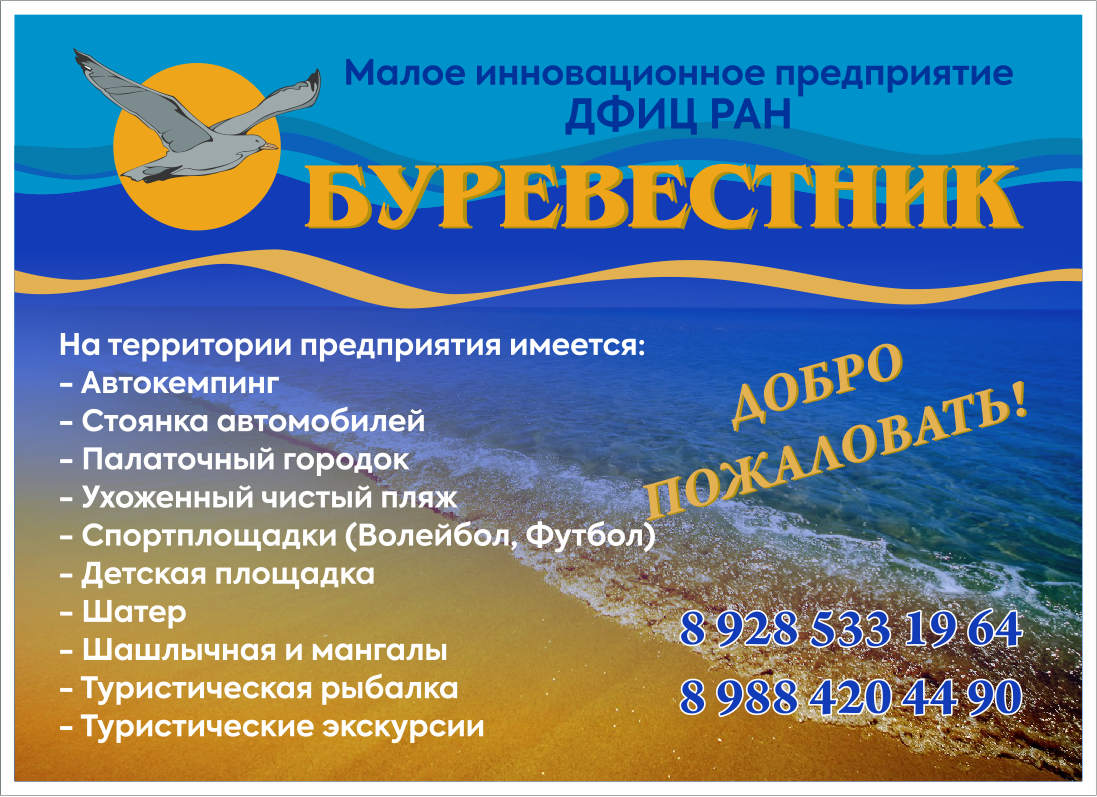 Малое инновационное предприятие
ДФИЦ РАН
БУРЕВЕСТНИК
На территории предприятия имеется:
- Автокемпинг
- Стоянка автомобилей
- Палаточный городок
- Ухоженный чистый пляж
- Спортплощадки (Волейбол, Футбол)
- Детская площадка
- Шатер
- Шашлычная и мангалы
- Туристическая рыбалка
- Туристические экскурсии
ДОБРО
ПОЖАЛОВАТЬ!
8 928 533 19 64
8 988 420 44 90